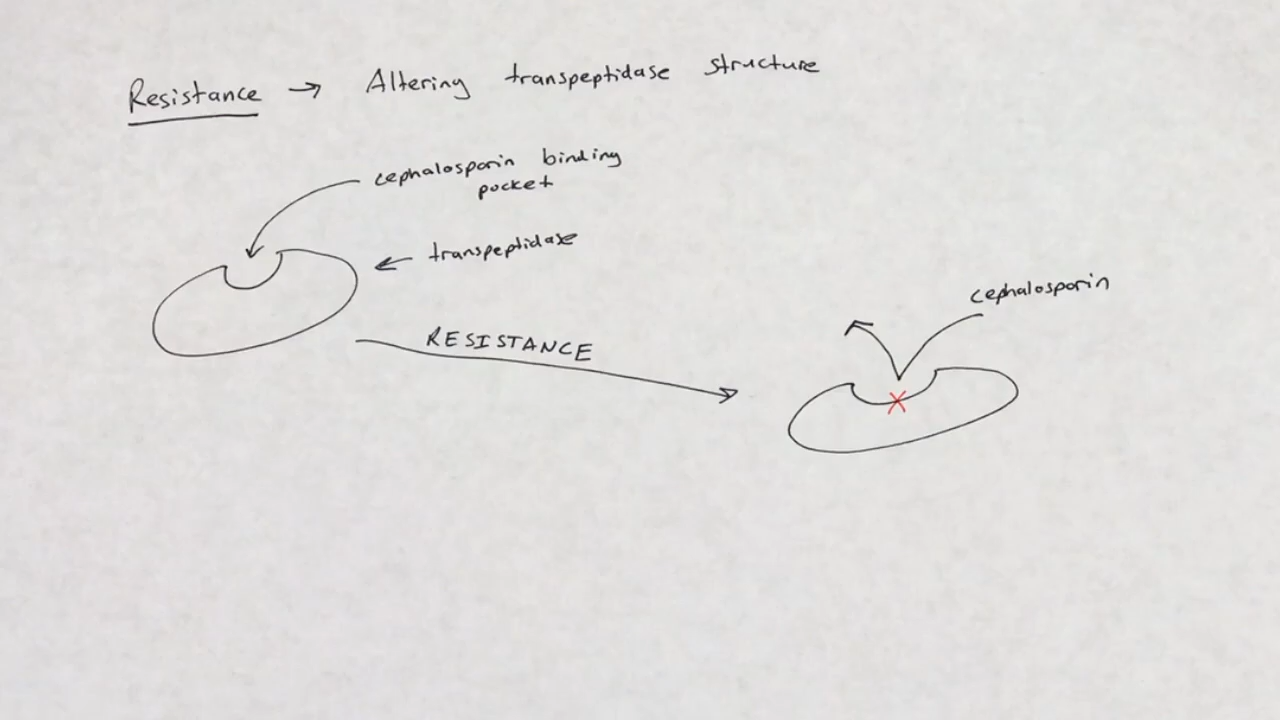 Resistance → Altering transpeptidase structure
cephalosporin binding
pocket
transpeptidase
RESISTANCE
cephalosporin